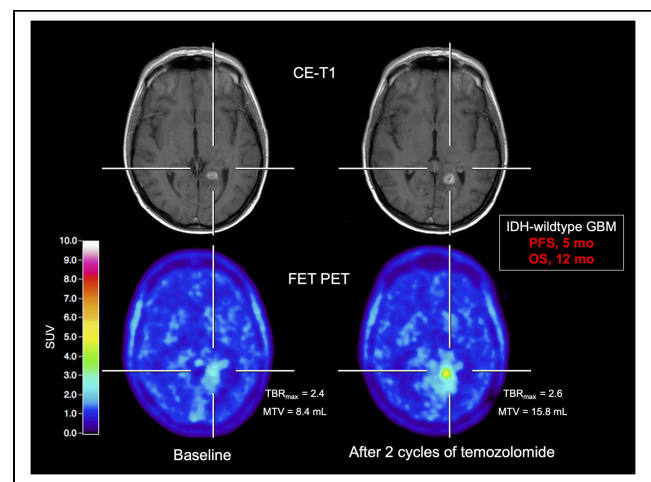 CE-T1
IDH-wildtype GBM
PFS, 5 mo
OS, 12 mo
FET PET
SUV
10.0
9.0
8.0
7.0
6.0
5.0
4.0
3.0
2.0
1.0
0.0
TBRmax = 2.4
MTV = 8.4 mL
TBRmax = 2.6
MTV = 15.8 mL
Baseline
After 2 cycles of temozolomide